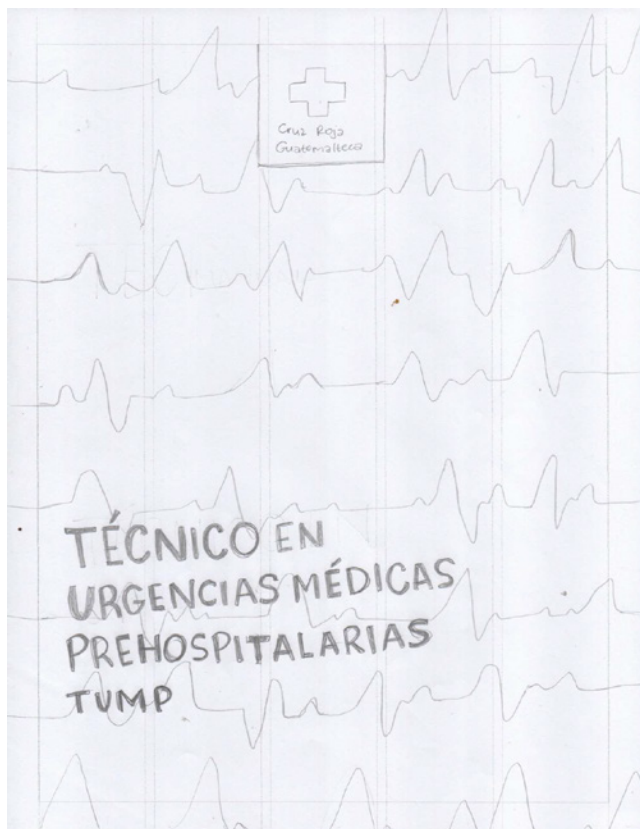 Cruz Roja
Guatemalteca
TÉCNICO EN
URGENCIAS MÉDICAS
PREHOSPITALARIAS
TUMP